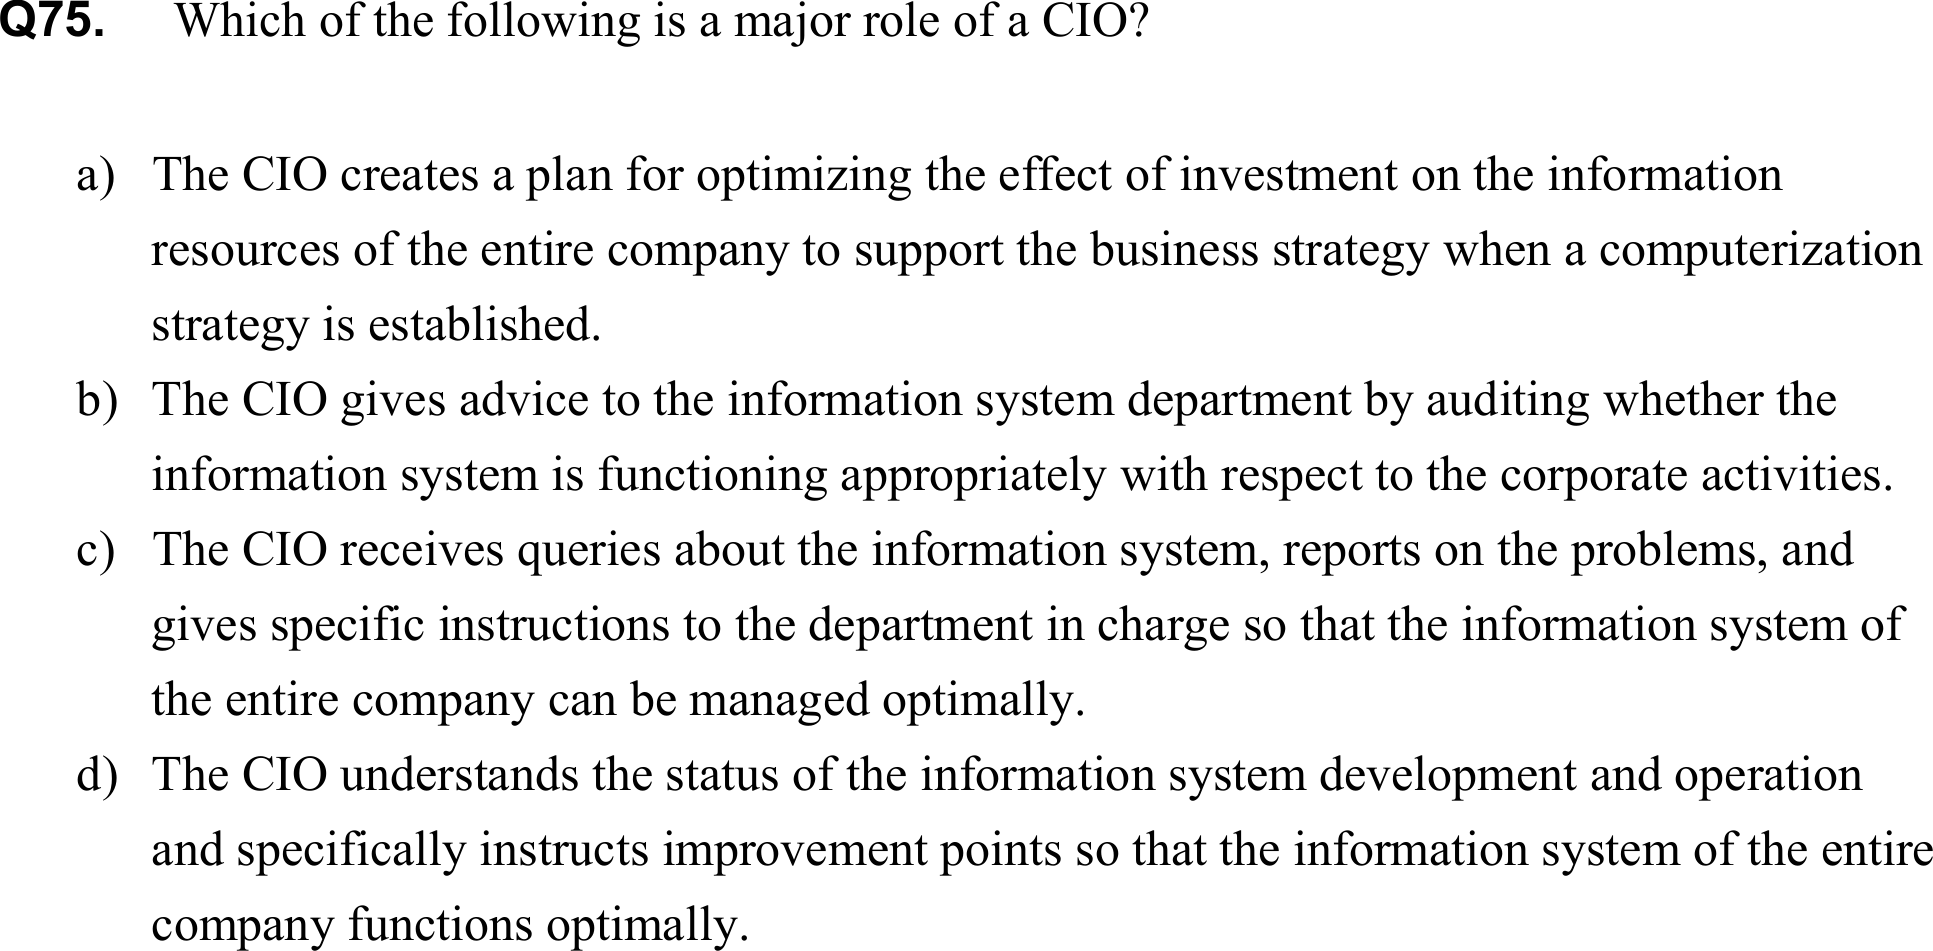 Q75. Which of the following is a major role of a CIO?
a) The CIO creates a plan for optimizing the effect of investment on the information
resources of the entire company to support the business strategy when a computerization
strategy is established.
b) The CIO gives advice to the information system department by auditing whether the
information system is functioning appropriately with respect to the corporate activities.
c) The CIO receives queries about the information system, reports on the problems, and
gives specific instructions to the department in charge so that the information system of
the entire company can be managed optimally.
d) The CIO understands the status of the information system development and operation
and specifically instructs improvement points so that the information system of the entire
company functions optimally.